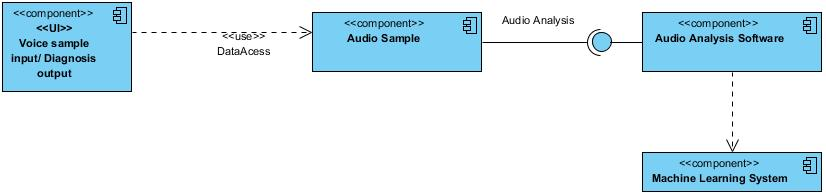 <<component>>
<<UI>>
Voice sample
input/ Diagnosis
output
<<use>>
DataAcess
<<component>>
Audio Sample
Audio Analysis
<<component>>
Audio Analysis Software
<<component>>
Machine Learning System